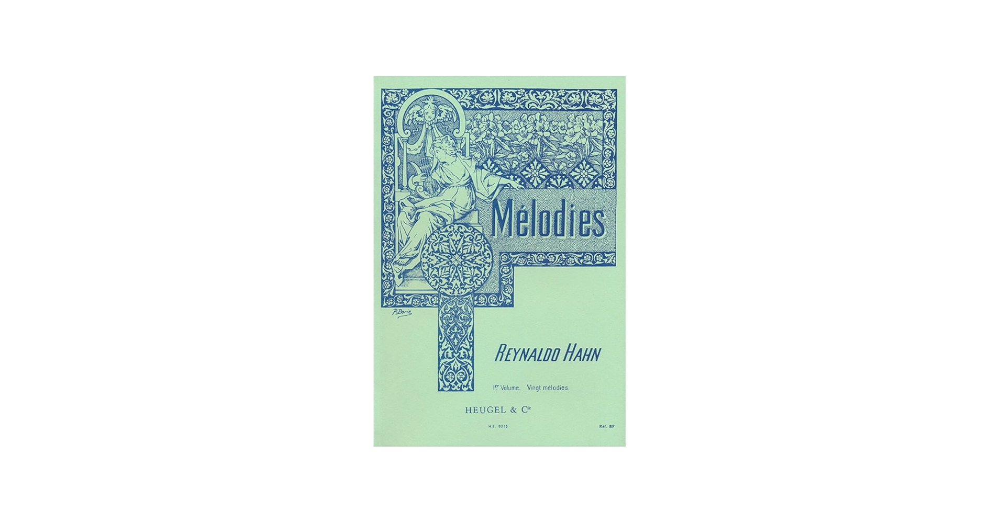 Mélodies
P. Borie
REYNALDO HAHN
1er Volume. Vingt mélodies.
HEUGEL & Cie
H.E. 8315
Réf. BF